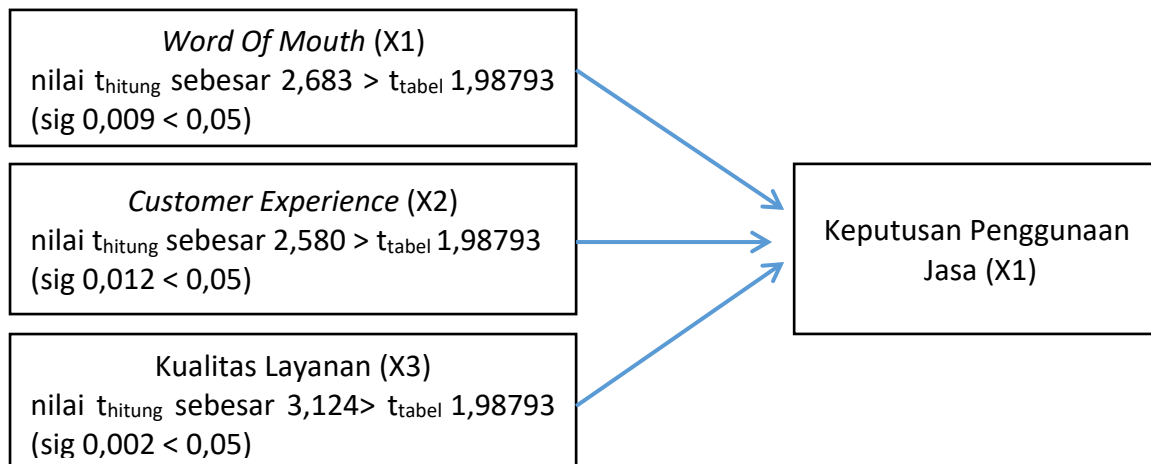 Word Of Mouth (X1)
nilai thitung sebesar 2,683 > ttabel 1,98793
(sig 0,009 < 0,05)
Customer Experience (X2)
nilai thitung sebesar 2,580 > ttabel 1,98793
(sig 0,012 < 0,05)
Kualitas Layanan (X3)
nilai thitung sebesar 3,124> ttabel 1,98793
(sig 0,002 < 0,05)
Keputusan Penggunaan
Jasa (X1)